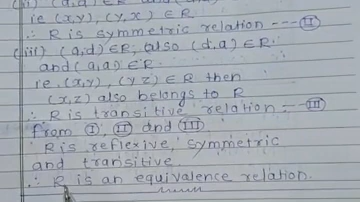 (ii) (a,d) ∈ R
ie (x,y), (y,x) ∈ R
∴ R is symmetric relation ---(II)
(iii) (a,d) ∈ R, also (d,a) ∈ R
and (a,a) ∈ R
ie. (x,y), (y z) ∈ R then
(x,z) also belongs to R
∴ R is transitive relation --(III)
from (I), (II) and (III)
R is reflexive, symmetric
and transitive
∴ R is an equivalence relation.